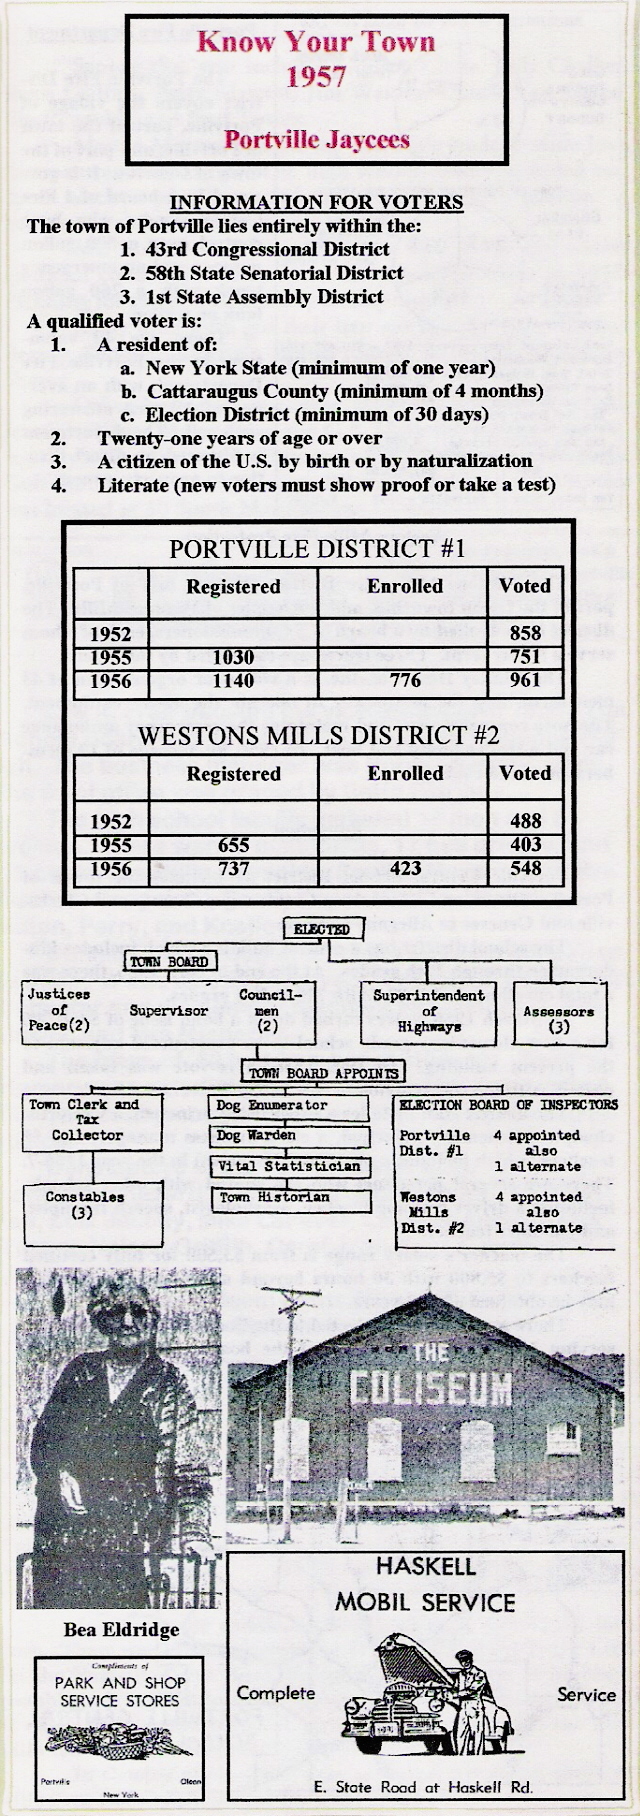 Know Your Town
1957
Portville Jaycees
INFORMATION FOR VOTERS
The town of Portville lies entirely within the:
1. 43rd Congressional District
2. 58th State Senatorial District
3. 1st State Assembly District
A qualified voter is:
1. A resident of:
a. New York State (minimum of one year)
b. Cattaraugus County (minimum of 4 months)
c. Election District (minimum of 30 days)
2. Twenty-one years of age or over
3. A citizen of the U.S. by birth or by naturalization
4. Literate (new voters must show proof or take a test)
PORTVILLE DISTRICT #1
Registered Enrolled Voted
1952 858
1955 1030 751
1956 1140 776 961
WESTONS MILLS DISTRICT #2
Registered Enrolled Voted
1952 488
1955 655 403
1956 737 423 548
ELECTED
TOWN BOARD
Justices
of
Peace(2)
Supervisor
Council-
men
(2)
Superintendent
of
Highways
Assessors
(3)
TOWN BOARD APPOINTS
Town Clerk and
Tax
Collector
Constables
(3)
Dog Enumerator
Dog Warden
Vital Statistician
Town Historian
ELECTION BOARD OF INSPECTORS
Portville 4 appointed
Dist. #1 also
1 alternate
Westons 4 appointed
Mills also
Dist. #2 1 alternate
THE
COLISEUM
Bea Eldridge
Compliments of
PARK AND SHOP
SERVICE STORES
Portville Olean
New York
HASKELL
MOBIL SERVICE
Complete Service
E. State Road at Haskell Rd.